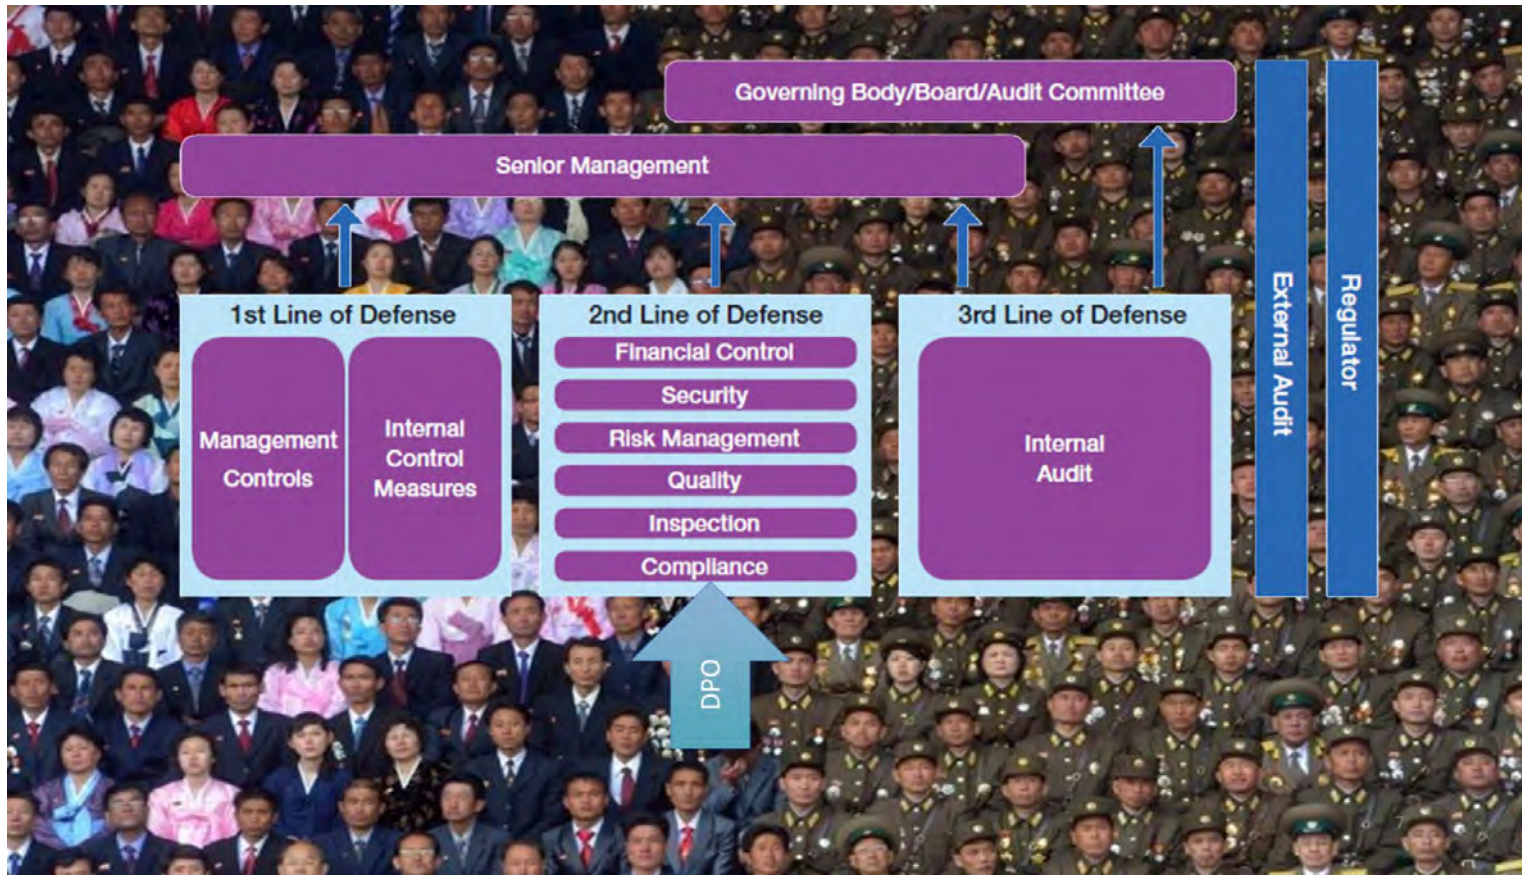 Governing Body/Board/Audit Committee
Senior Management
1st Line of Defense
Management
Controls
Internal
Control
Measures
2nd Line of Defense
Financial Control
Security
Risk Management
Quality
Inspection
Compliance
3rd Line of Defense
Internal
Audit
External Audit
Regulator
DPO